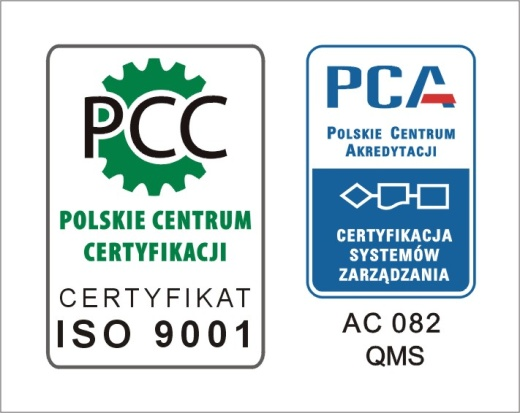 PCC
POLSKIE CENTRUM
CERTYFIKACJI
CERTYFIKAT
ISO 9001
PCA
POLSKIE CENTRUM
AKREDYTACJI
CERTYFIKACJA
SYSTEMÓW
ZARZĄDZANIA
AC 082
QMS